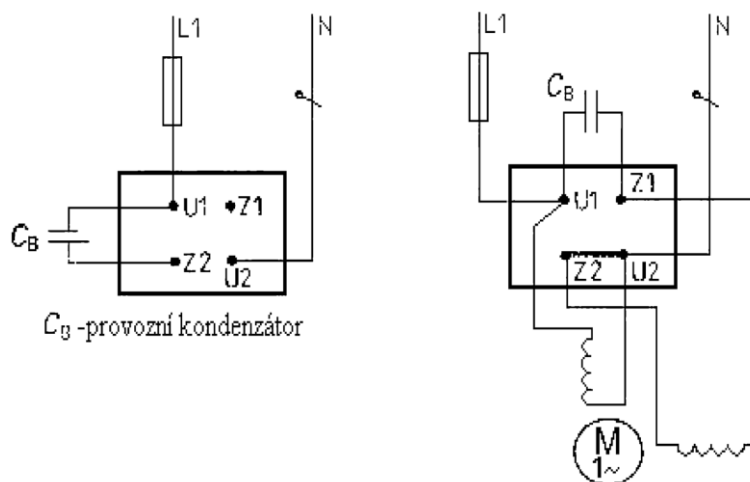 L1
N
U1
Z1
C_B
Z2
U2
C_B -provozní kondenzátor
L1
N
C_B
Z1
U1
Z2
U2
M
1~